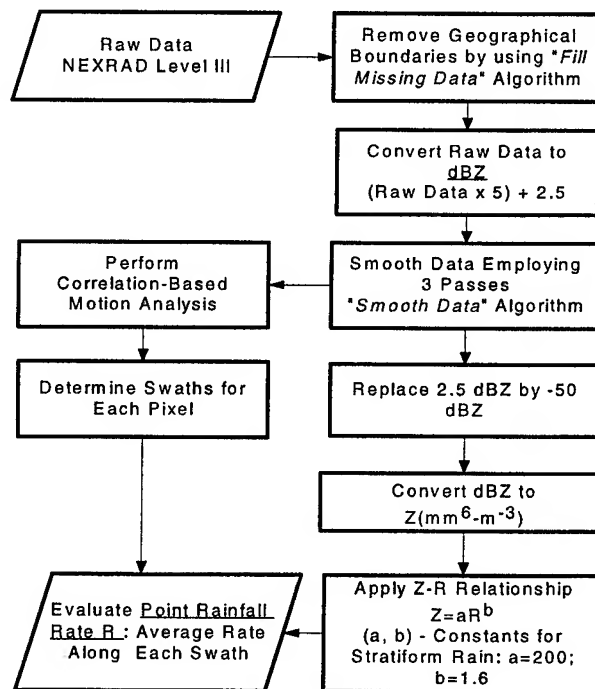 Raw Data
NEXRAD Level III
Remove Geographical
Boundaries by using "Fill
Missing Data" Algorithm
Convert Raw Data to
dBZ
(Raw Data x 5) + 2.5
Perform
Correlation-Based
Motion Analysis
Smooth Data Employing
3 Passes
"Smooth Data" Algorithm
Determine Swaths for
Each Pixel
Replace 2.5 dBZ by -50
dBZ
Convert dBZ to
Z(mm⁶-m⁻³)
Evaluate Point Rainfall
Rate R : Average Rate
Along Each Swath
Apply Z-R Relationship
Z=aRᵇ
(a, b) - Constants for
Stratiform Rain: a=200;
b=1.6